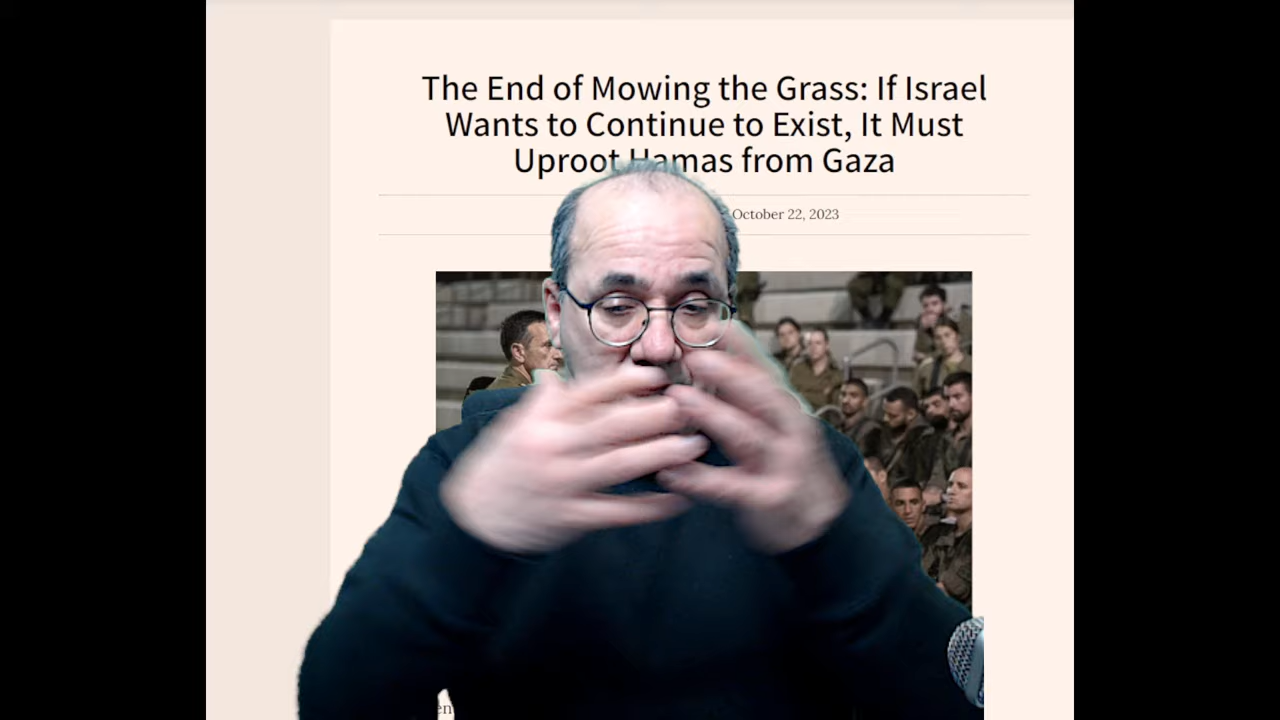 The End of Mowing the Grass: If Israel
Wants to Continue to Exist, It Must
Uproot Hamas from Gaza
October 22, 2023